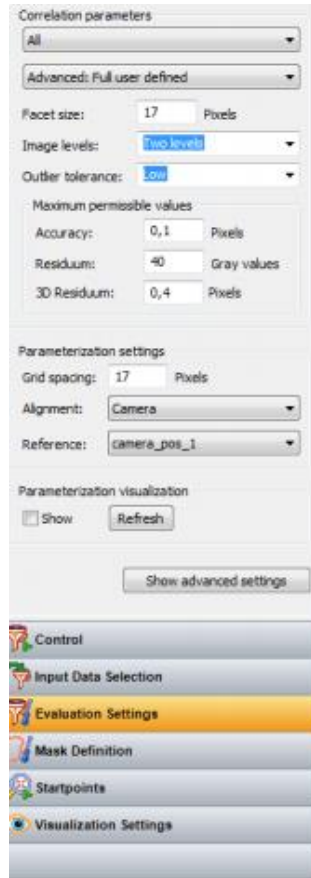 Correlation parameters
All
Advanced: Full user defined
Facet size: 17 Pixels
Image levels: Two levels
Outlier tolerance: Low
Maximum permissible values
Accuracy: 0,1 Pixels
Residuum: 40 Gray values
3D Residuum: 0,4 Pixels
Parameterization settings
Grid spacing: 17 Pixels
Alignment: Camera
Reference: camera_pos_1
Parameterization visualization
Show Refresh
Show advanced settings
Control
Input Data Selection
Evaluation Settings
Mask Definition
Startpoints
Visualization Settings